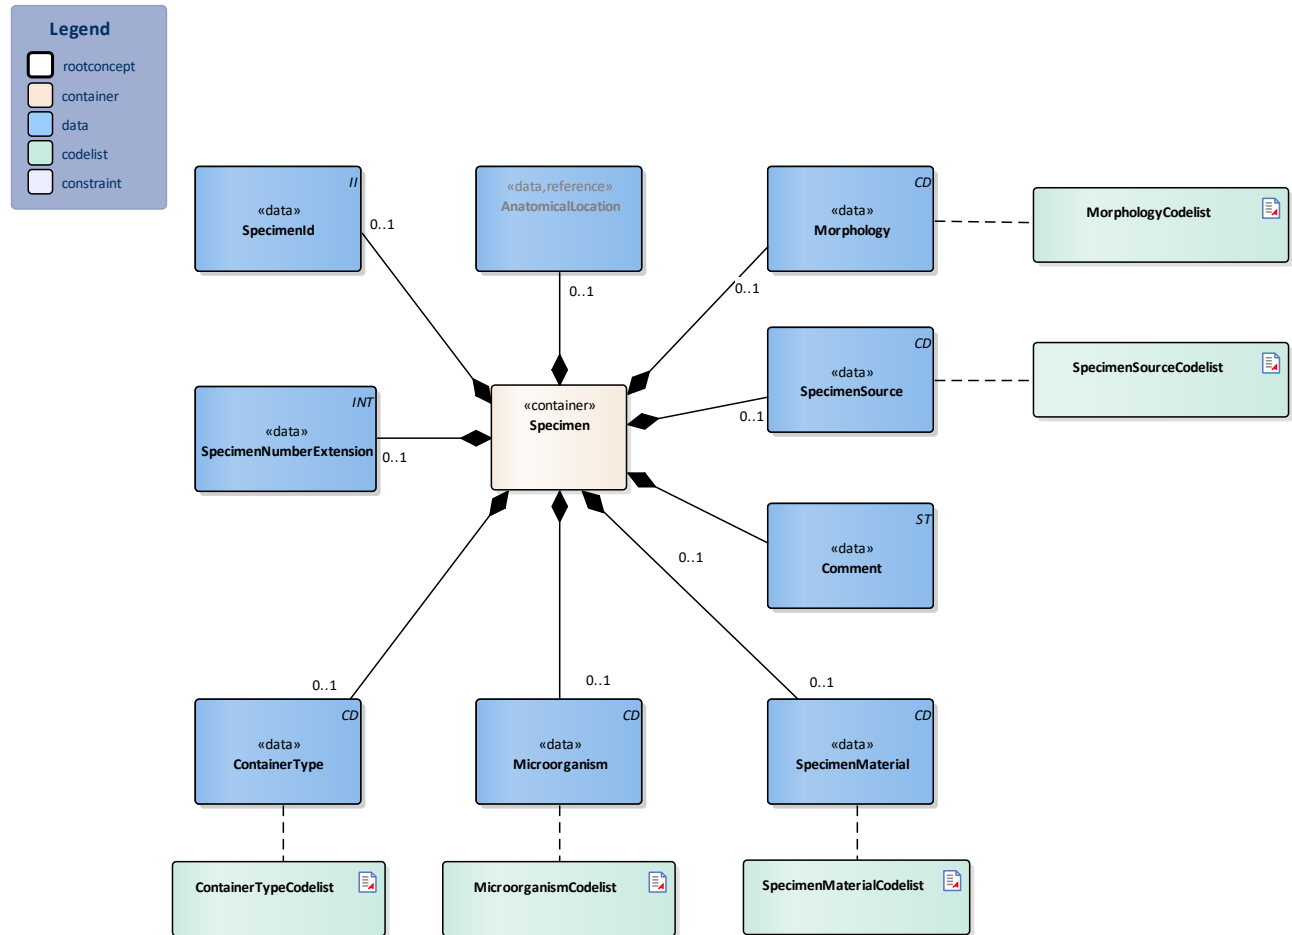 Legend
rootconcept
container
data
codelist
constraint
II
«data»
SpecimenId
0..1
«data,reference»
AnatomicalLocation
0..1
CD
«data»
Morphology
0..1
MorphologyCodelist
CD
«data»
SpecimenSource
0..1
SpecimenSourceCodelist
INT
«data»
SpecimenNumberExtension
0..1
«container»
Specimen
ST
«data»
Comment
0..1
0..1
CD
«data»
ContainerType
0..1
CD
«data»
Microorganism
0..1
CD
«data»
SpecimenMaterial
ContainerTypeCodelist
MicroorganismCodelist
SpecimenMaterialCodelist